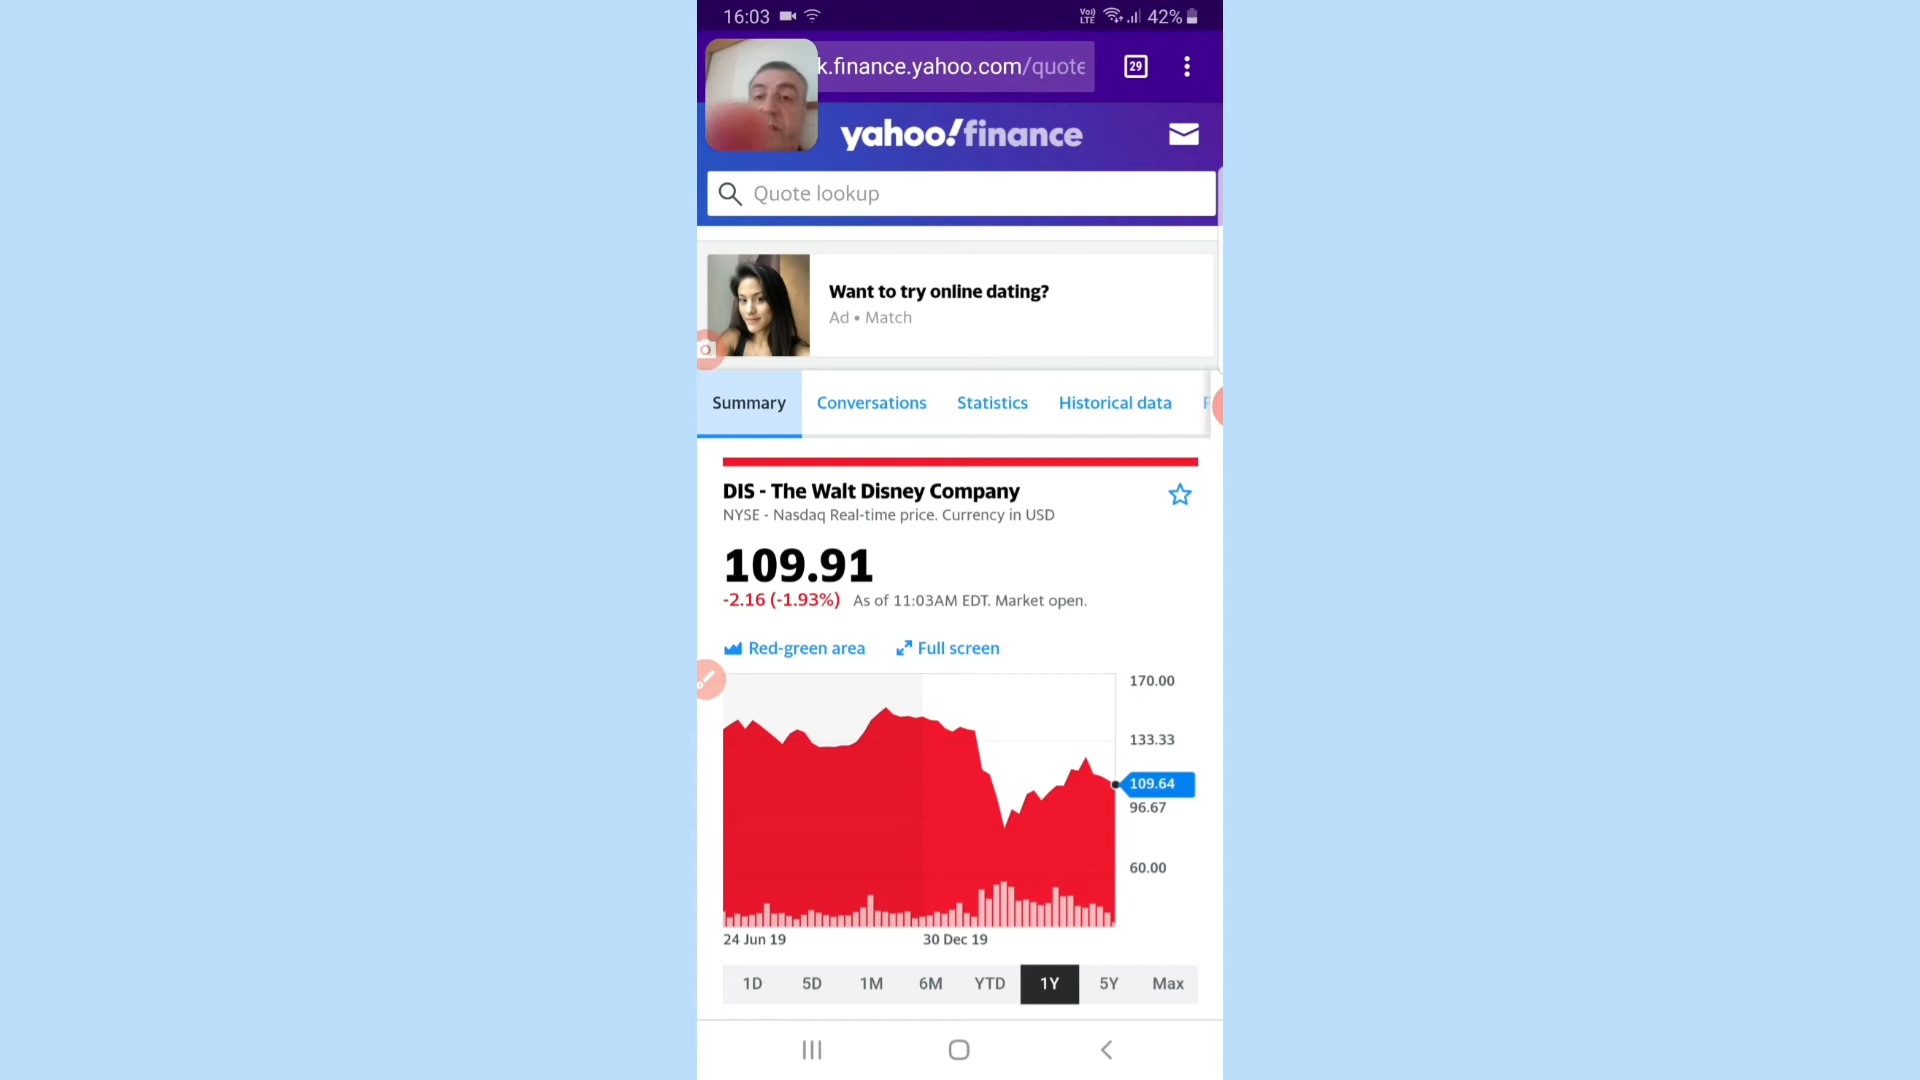 16:03 Vo) LTE 42%
k.finance.yahoo.com/quote 29
yahoo!finance
Quote lookup
Want to try online dating?
Ad • Match
Summary Conversations Statistics Historical data
DIS - The Walt Disney Company
NYSE - Nasdaq Real-time price. Currency in USD
109.91
-2.16 (-1.93%) As of 11:03AM EDT. Market open.
Red-green area Full screen
170.00
133.33
109.64
96.67
60.00
24 Jun 19 30 Dec 19
1D 5D 1M 6M YTD 1Y 5Y Max